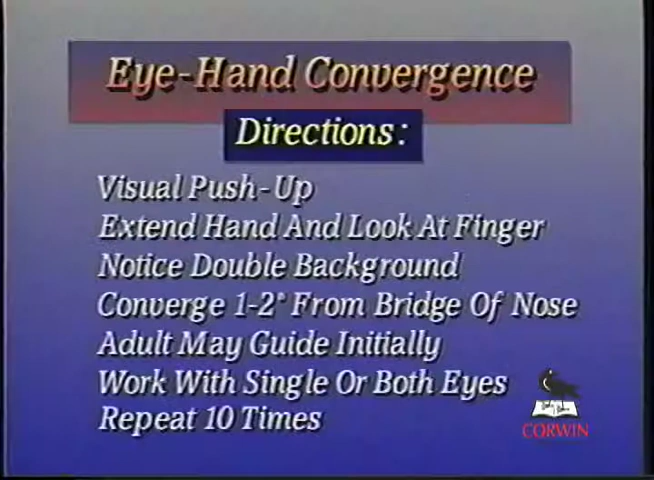 Eye-Hand Convergence
Directions:
Visual Push-Up
Extend Hand And Look At Finger
Notice Double Background
Converge 1-2" From Bridge Of Nose
Adult May Guide Initially
Work With Single Or Both Eyes
Repeat 10 Times
CORWIN